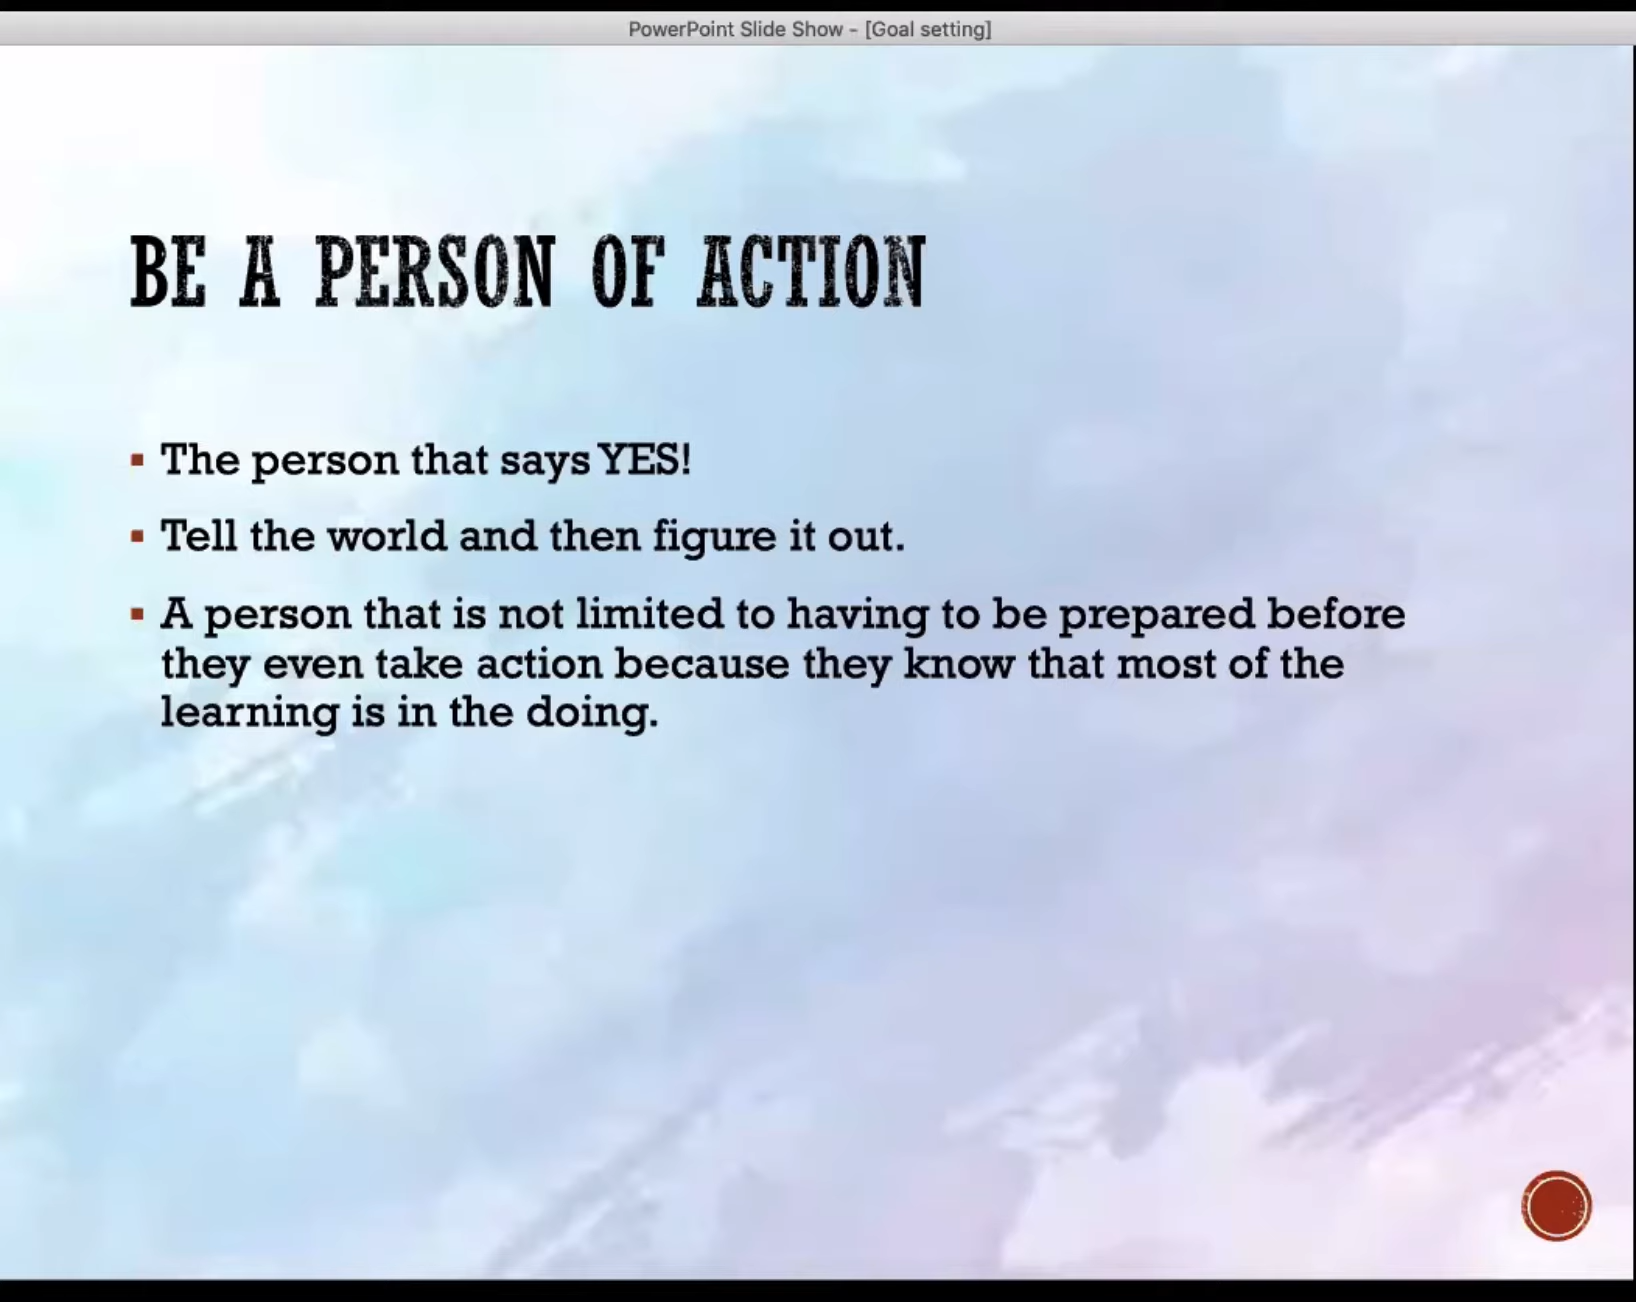 PowerPoint Slide Show - [Goal setting]
BE A PERSON OF ACTION
▪ The person that says YES!
▪ Tell the world and then figure it out.
▪ A person that is not limited to having to be prepared before
they even take action because they know that most of the
learning is in the doing.